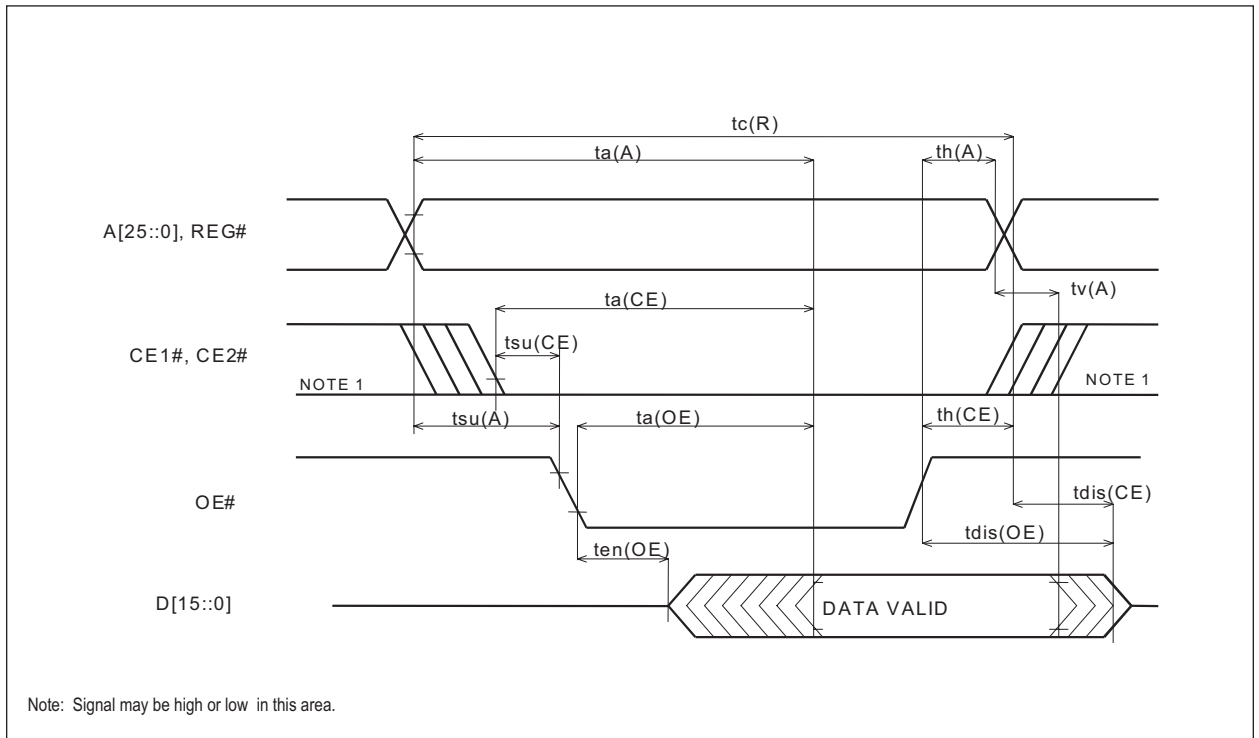 tc(R)
ta(A)
th(A)
A[25::0], REG#
tv(A)
ta(CE)
tsu(CE)
CE1#, CE2#
NOTE 1
NOTE 1
tsu(A)
ta(OE)
th(CE)
OE#
tdis(CE)
tdis(OE)
ten(OE)
D[15::0]
DATA VALID
Note: Signal may be high or low in this area.